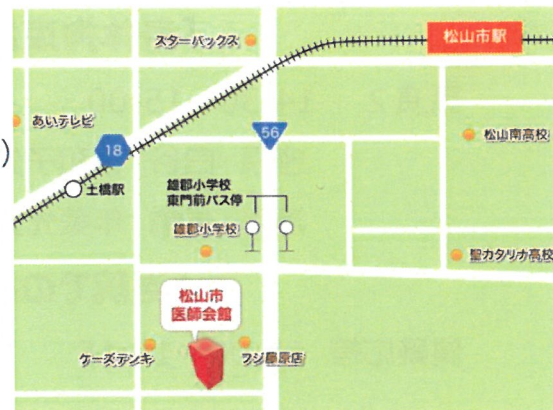 スターバックス
松山市駅
あいテレビ
18
56
松山南高校
土橋駅
雄郡小学校
東門前バス停
雄郡小学校
聖カタリナ高校
松山市
医師会館
ケーズデンキ
フジ藤原店
)